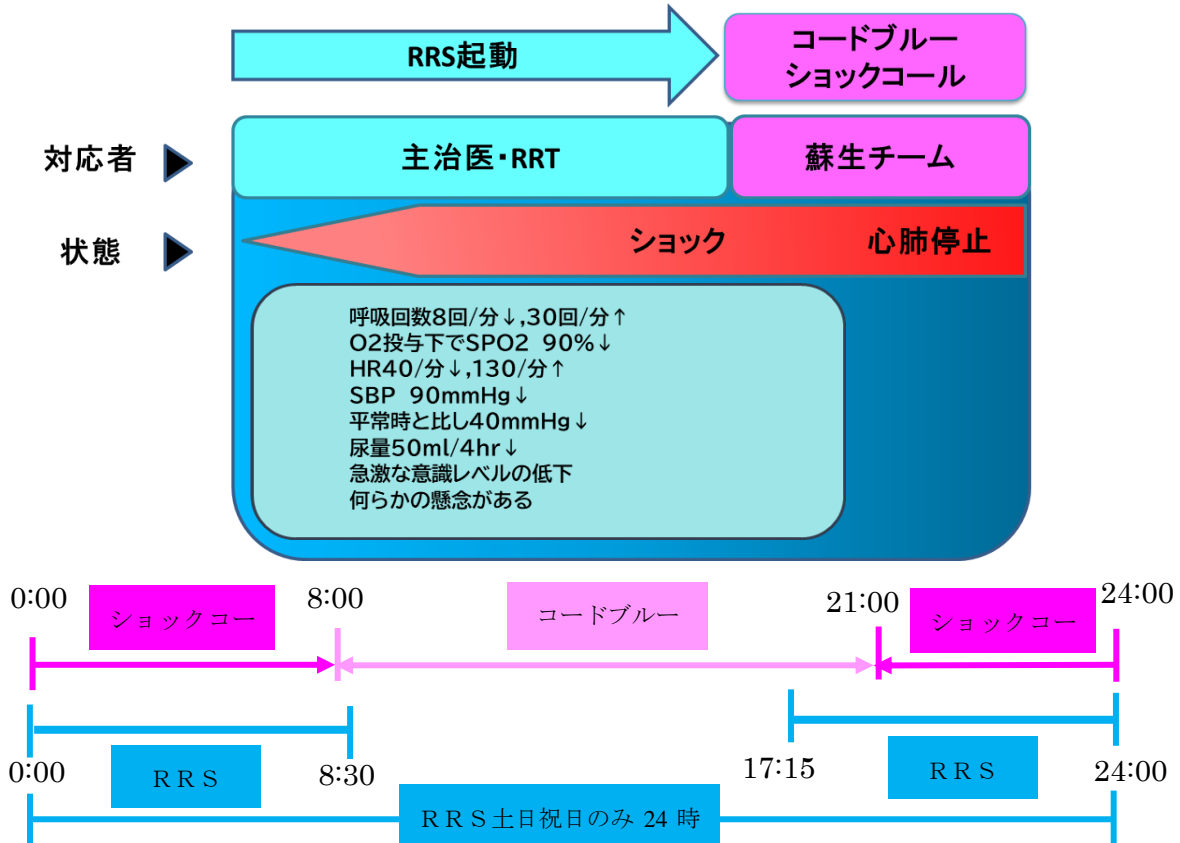 RRS起動
コードブルー
ショックコール
対応者
主治医・RRT
蘇生チーム
状態
ショック
心肺停止
呼吸回数8回/分↓,30回/分↑
O2投与下でSPO2 90%↓
HR40/分↓,130/分↑
SBP 90mmHg↓
平常時と比し40mmHg↓
尿量50ml/4hr↓
急激な意識レベルの低下
何らかの懸念がある
0:00
ショックコー
8:00
コードブルー
21:00
ショックコー
24:00
0:00
RRS
8:30
17:15
RRS
24:00
RRS土日祝日のみ 24 時